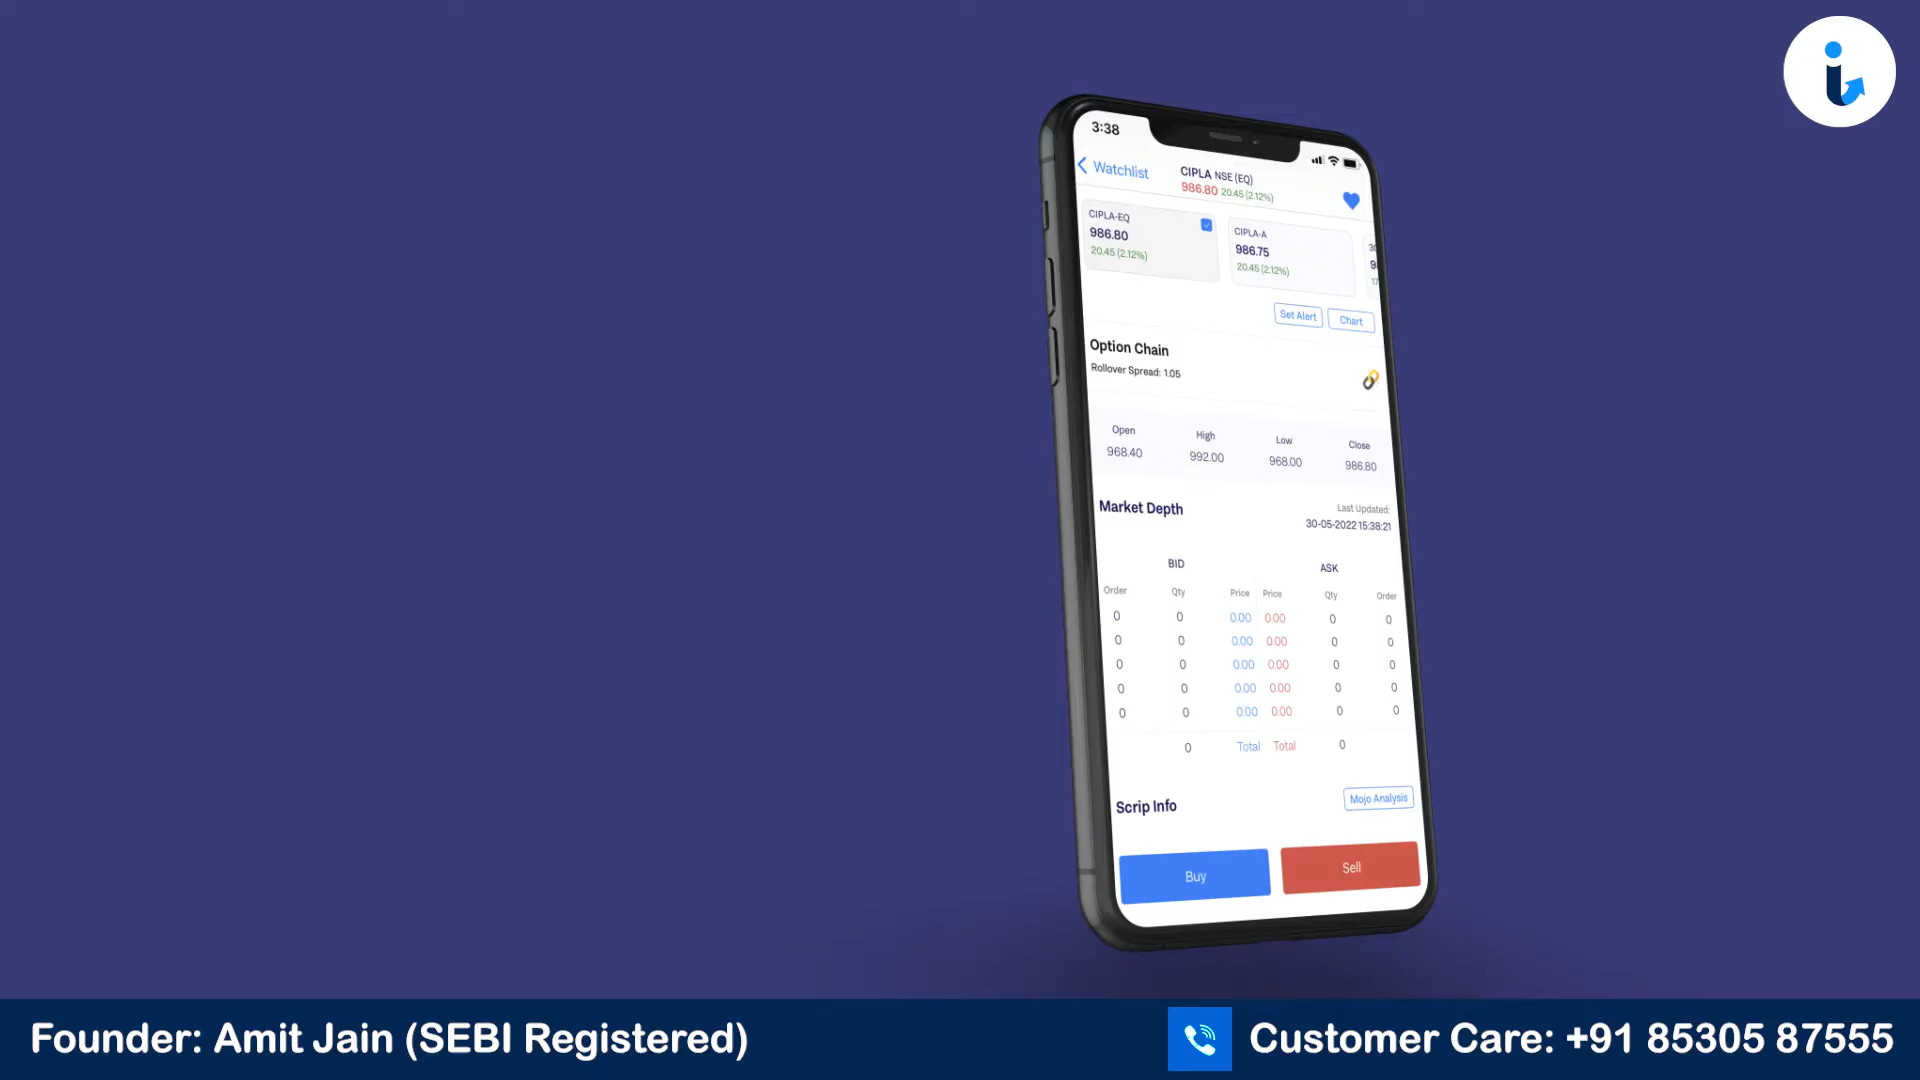 3:38
Watchlist
CIPLA NSE (EQ)
986.80 20.45 (2.12%)
CIPLA-EQ
986.80
20.45 (2.12%)
CIPLA-A
986.75
20.45 (2.12%)
Set Alert
Chart
Option Chain
Rollover Spread: 1.05
Open High Low Close
968.40 992.00 968.00 986.80
Market Depth
Last Updated:
30-05-2022 15:38:21
BID ASK
Order Qty Price Price Qty Order
0 0 0.00 0.00 0 0
0 0 0.00 0.00 0 0
0 0 0.00 0.00 0 0
0 0 0.00 0.00 0 0
0 0 0.00 0.00 0 0
0 Total Total 0
Scrip Info
Mojo Analysis
Buy
Sell
Founder: Amit Jain (SEBI Registered)
Customer Care: +91 85305 87555